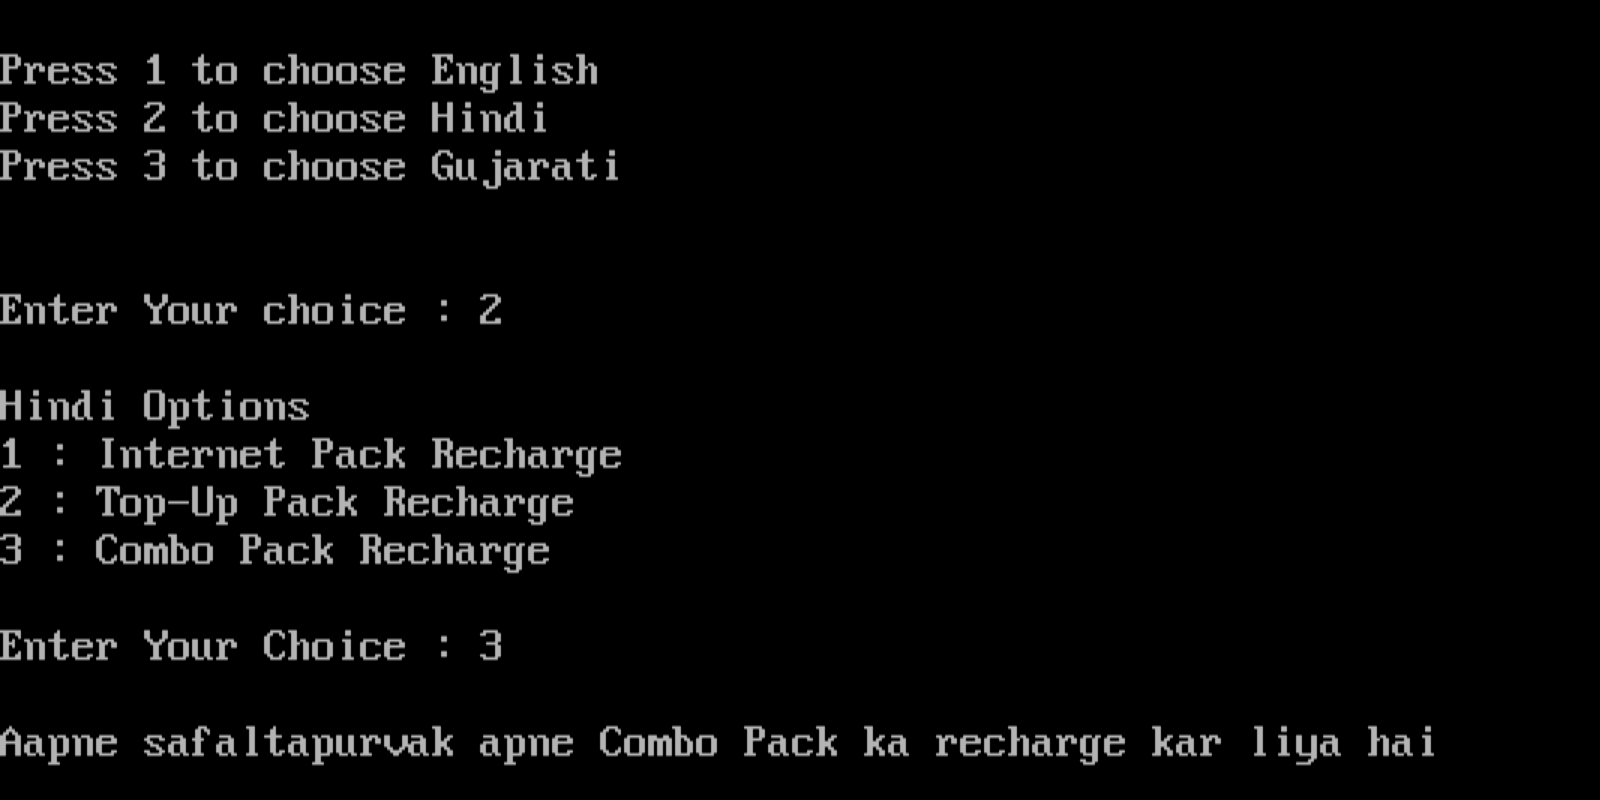 Press 1 to choose English
Press 2 to choose Hindi
Press 3 to choose Gujarati
Enter Your choice : 2
Hindi Options
1 : Internet Pack Recharge
2 : Top-Up Pack Recharge
3 : Combo Pack Recharge
Enter Your Choice : 3
Aapne safaltapurvak apne Combo Pack ka recharge kar liya hai